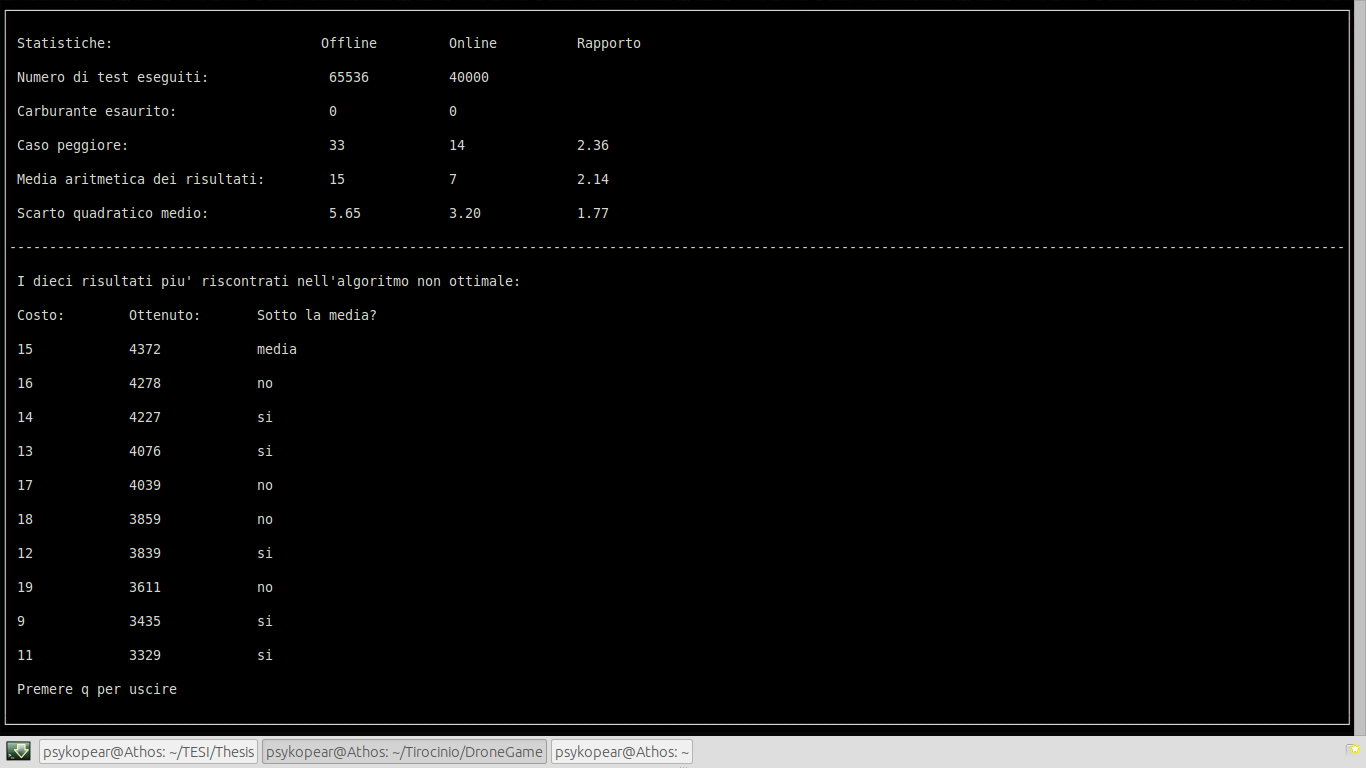 Statistiche: Offline Online Rapporto
Numero di test eseguiti: 65536 40000
Carburante esaurito: 0 0
Caso peggiore: 33 14 2.36
Media aritmetica dei risultati: 15 7 2.14
Scarto quadratico medio: 5.65 3.20 1.77
I dieci risultati piu' riscontrati nell'algoritmo non ottimale:
Costo: Ottenuto: Sotto la media?
15 4372 media
16 4278 no
14 4227 si
13 4076 si
17 4039 no
18 3859 no
12 3839 si
19 3611 no
9 3435 si
11 3329 si
Premere q per uscire
psykopear@Athos: ~/TESI/Thesis psykopear@Athos: ~/Tirocinio/DroneGame psykopear@Athos: ~